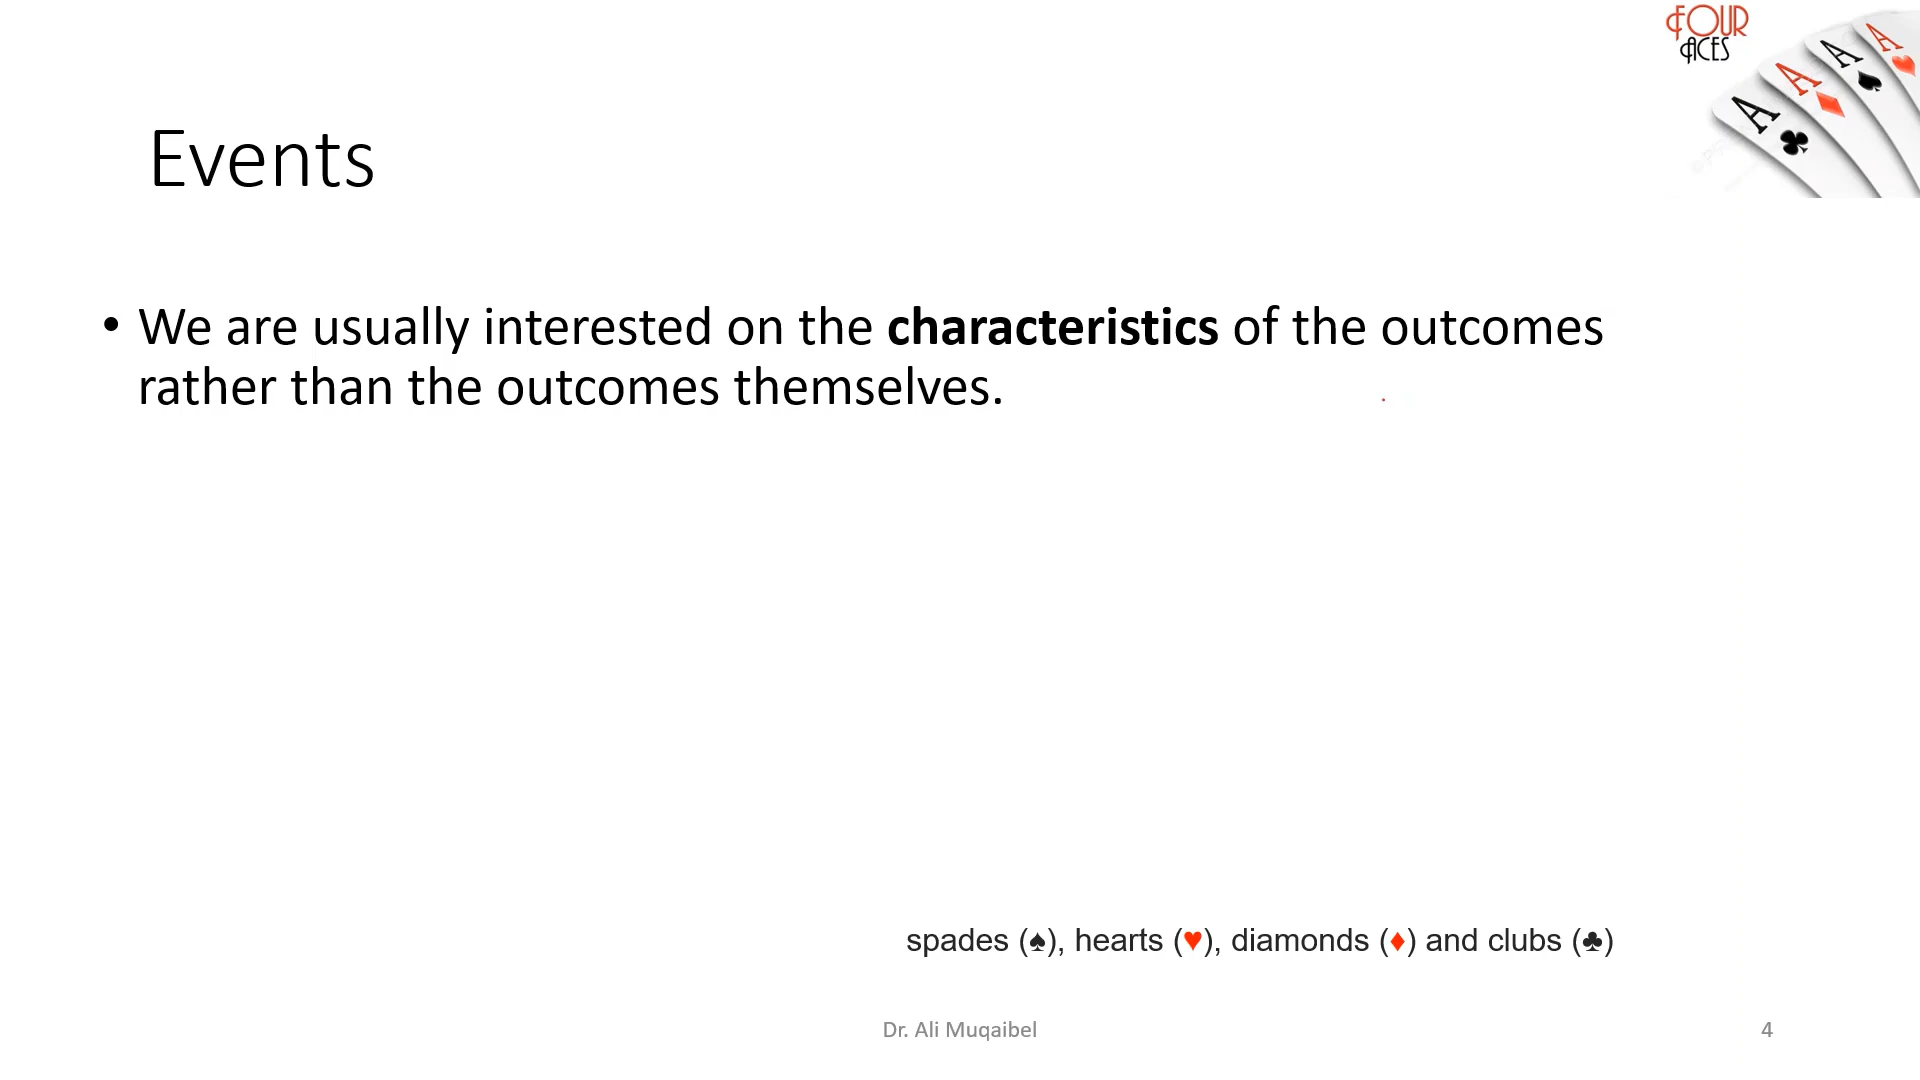 FOUR
ACES
A A A A
Events
• We are usually interested on the characteristics of the outcomes
rather than the outcomes themselves.
spades (♠), hearts (♥), diamonds (♦) and clubs (♣)
Dr. Ali Muqaibel
4